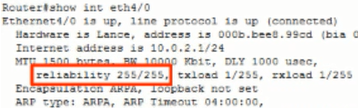 Router#show int eth4/0
Ethernet4/0 is up, line protocol is up (connected)
Hardware is Lance, address is 000b.bee8.99cd (bia 0
Internet address is 10.0.2.1/24
MTU 1500 bytes, BW 10000 Kbit, DLY 1000 usec,
reliability 255/255, txload 1/255, rxload 1/255
Encapsulation ARPA, loopback not set
ARP type: ARPA, ARP Timeout 04:00:00,